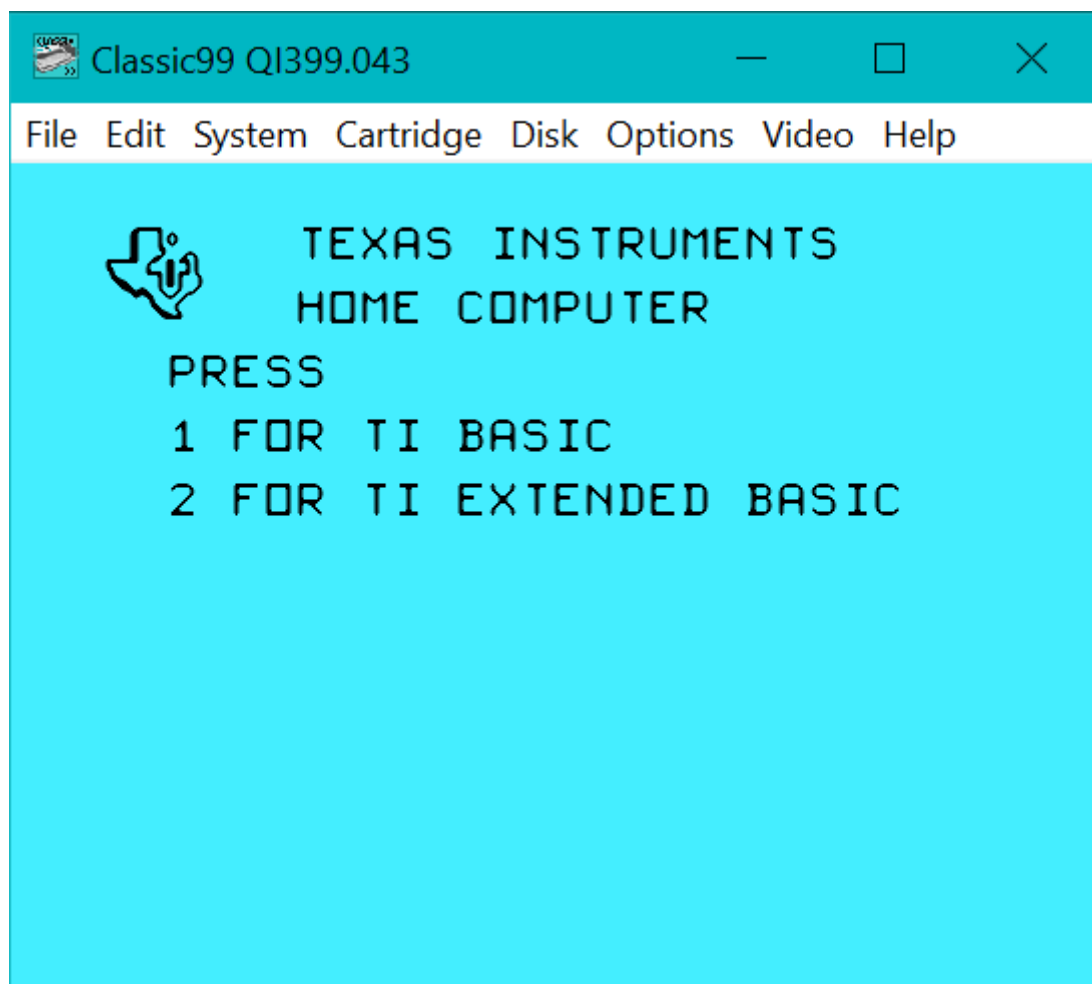 Classic99 QI399.043
File Edit System Cartridge Disk Options Video Help
TEXAS INSTRUMENTS
HOME COMPUTER
PRESS
1 FOR TI BASIC
2 FOR TI EXTENDED BASIC